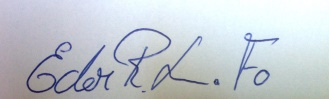 Eder R. L. Fo